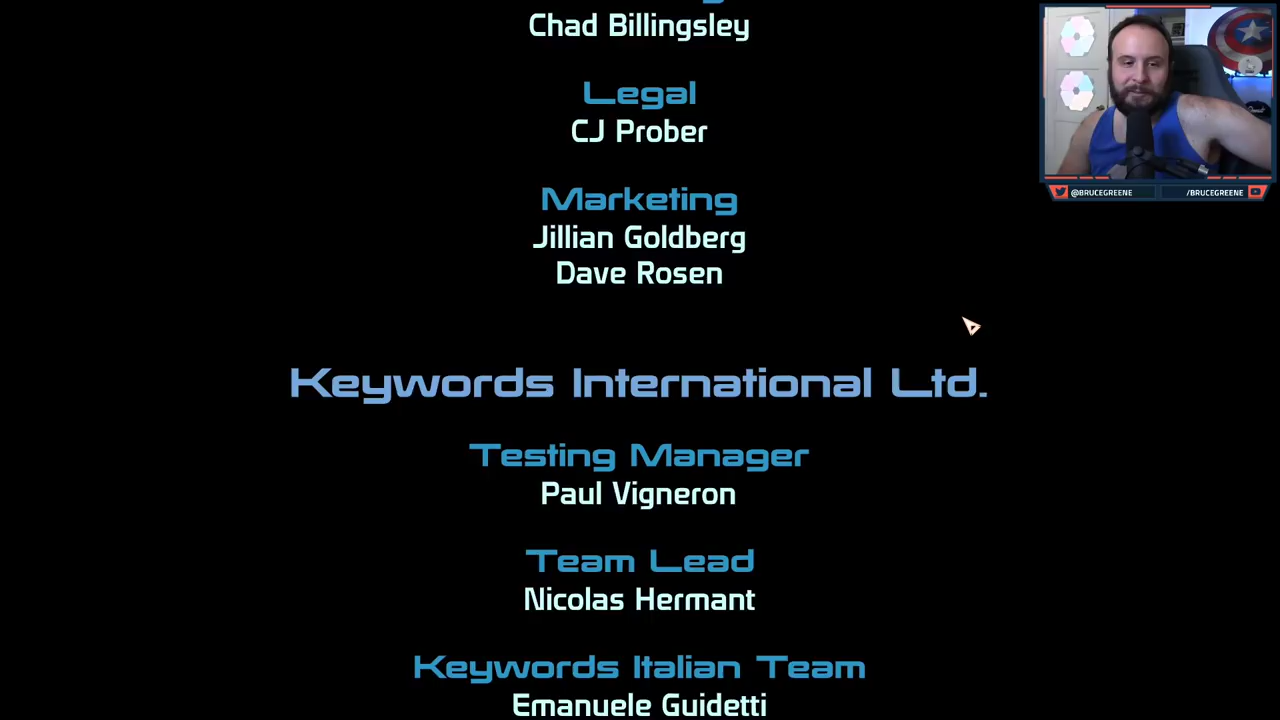 Chad Billingsley
Legal
CJ Prober
Marketing
Jillian Goldberg
Dave Rosen
Keywords International Ltd.
Testing Manager
Paul Vigneron
Team Lead
Nicolas Hermant
Keywords Italian Team
Emanuele Guidetti
@BRUCEGREENE
/BRUCEGREENE